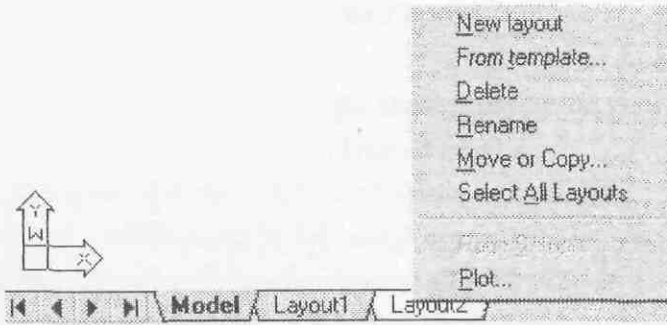 New layout
From template...
Delete
Rename
Move or Copy...
Select All Layouts
Plot...
Y
W
X
Model Layout1 Layout2